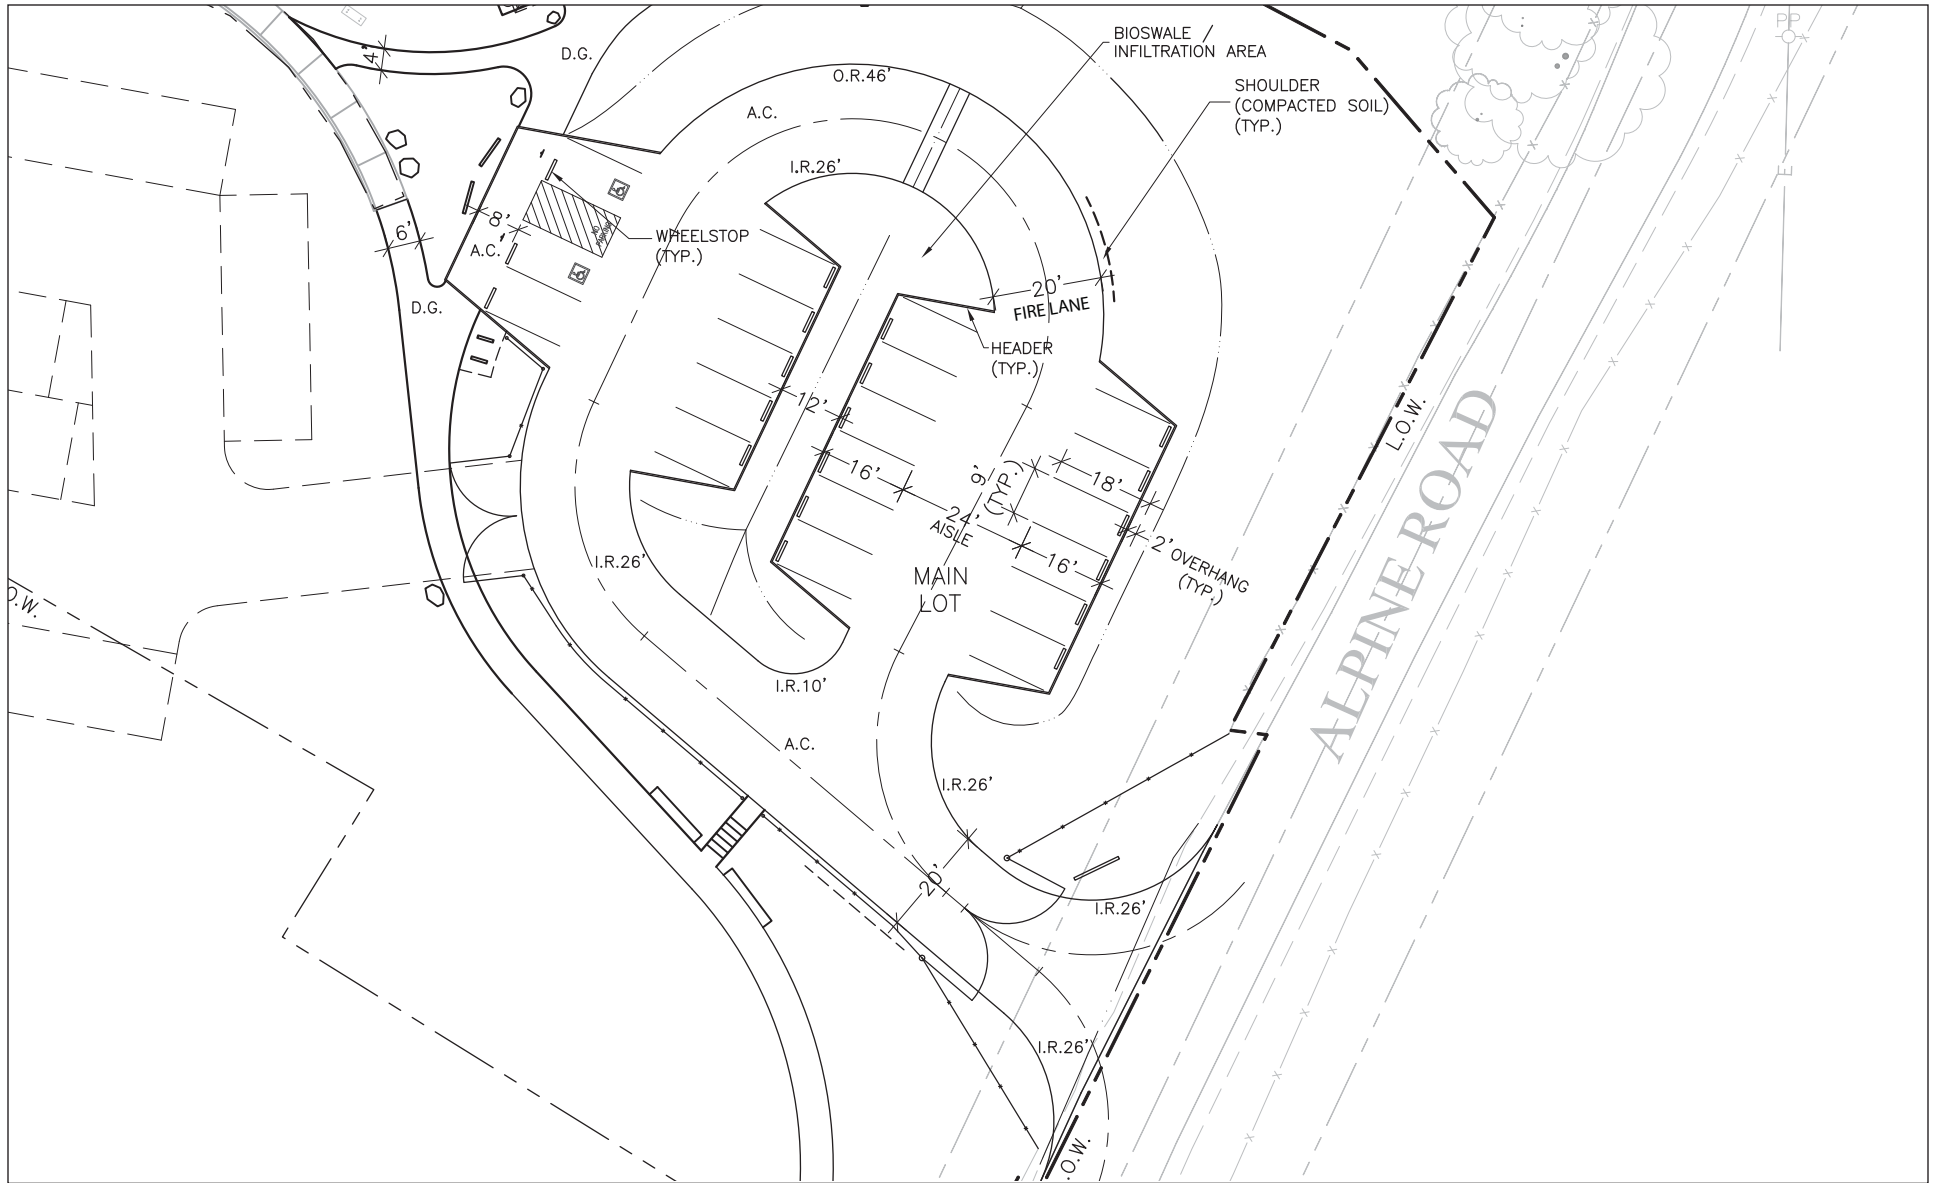 PP
BIOSWALE /
INFILTRATION AREA
D.G.
4'
O.R.46'
SHOULDER
(COMPACTED SOIL)
(TYP.)
A.C.
I.R.26'
E
8'
NO
PARKING
6'
A.C.
WHEELSTOP
(TYP.)
20'
FIRE LANE
D.G.
HEADER
(TYP.)
12'
L.O.W.
ALPINE ROAD
16'
9'
(TYP.)
18'
24'
AISLE
2' OVERHANG
(TYP.)
16'
I.R.26'
MAIN
LOT
O.W.
I.R.10'
A.C.
I.R.26'
20'
I.R.26'
I.R.26'
.O.W.